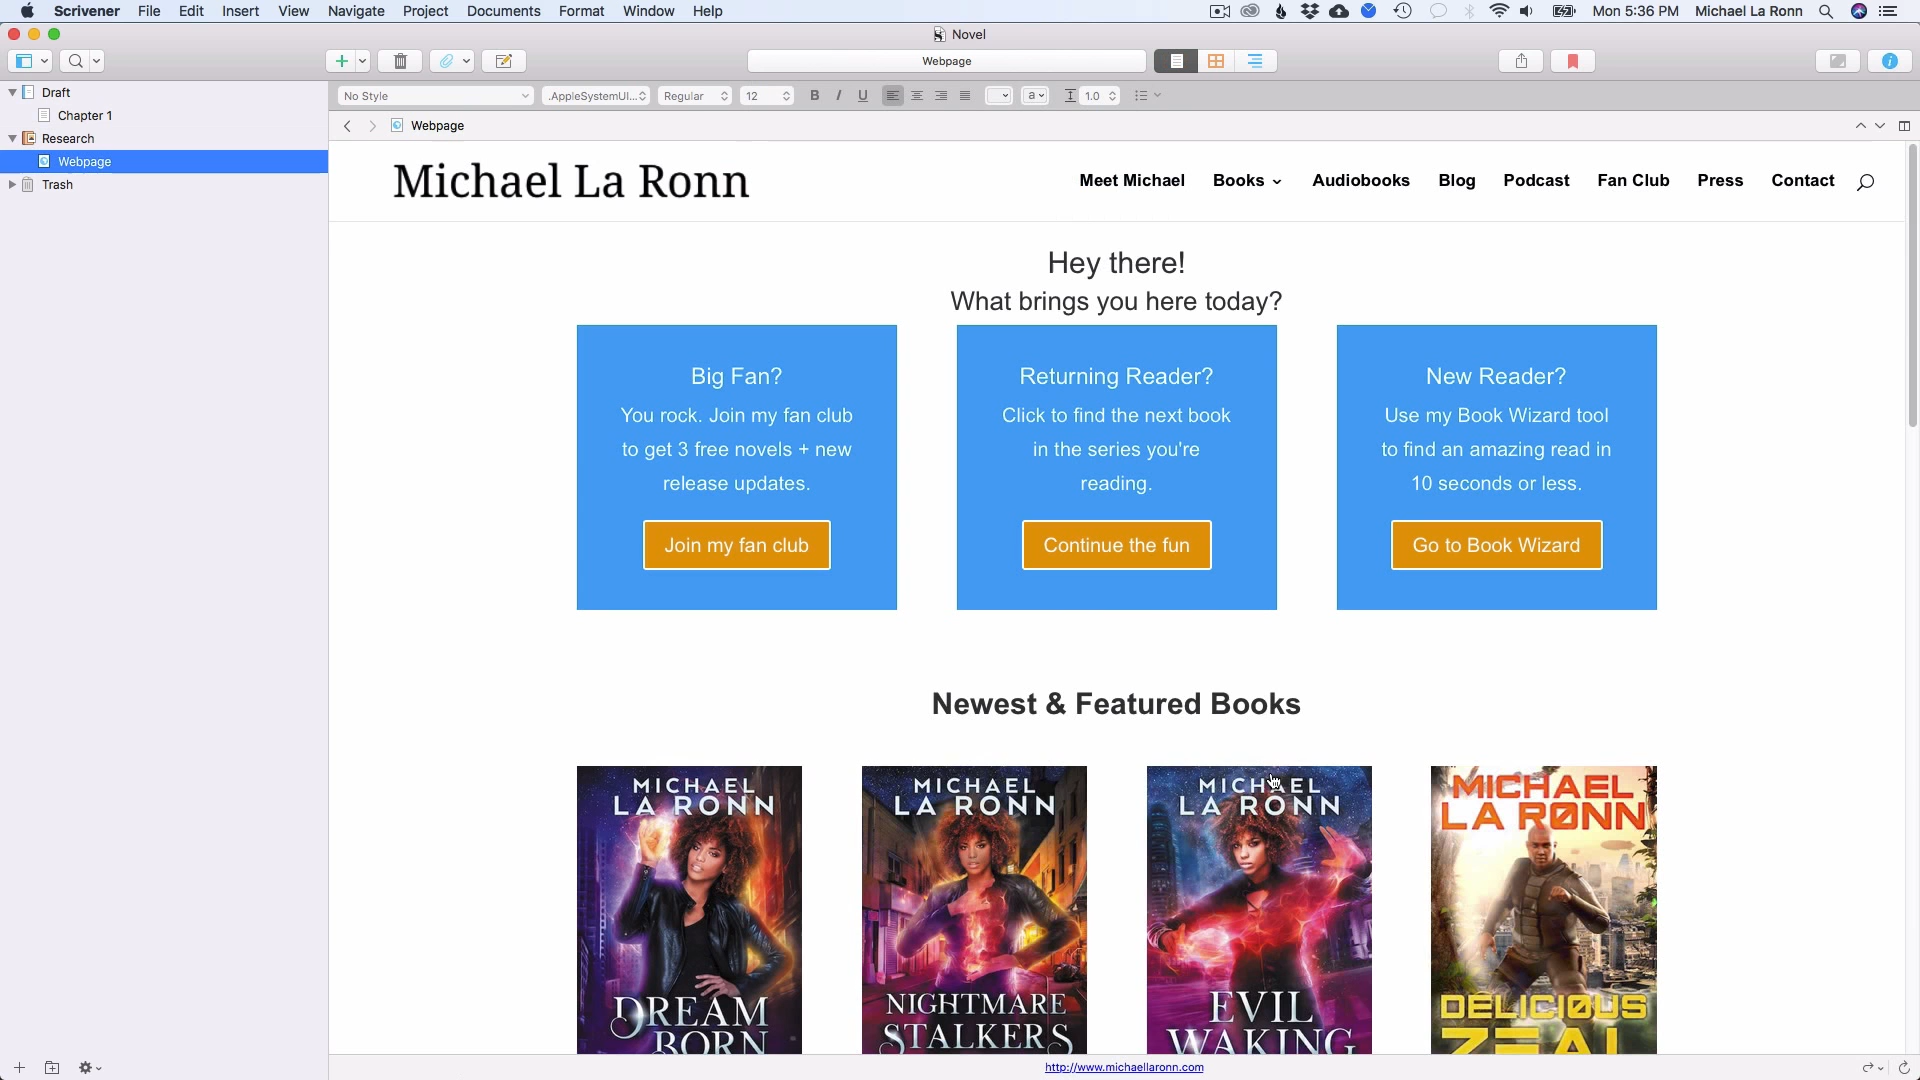 Scrivener File Edit Insert View Navigate Project Documents Format Window Help Mon 5:36 PM Michael La Ronn
Novel
Webpage
Draft
Chapter 1
Research
Webpage
Trash
No Style .AppleSystemUI... Regular 12 B I U a 1.0
Webpage
Michael La Ronn
Meet Michael Books Audiobooks Blog Podcast Fan Club Press Contact
Hey there!
What brings you here today?
Big Fan?
You rock. Join my fan club
to get 3 free novels + new
release updates.
Join my fan club
Returning Reader?
Click to find the next book
in the series you're
reading.
Continue the fun
New Reader?
Use my Book Wizard tool
to find an amazing read in
10 seconds or less.
Go to Book Wizard
Newest & Featured Books
MICHAEL
LA RONN
DREAM
BORN
MICHAEL
LA RONN
NIGHTMARE
STALKERS
MICHAEL
LA RONN
EVIL
WAKING
MICHAEL
LA RONN
DELICIOUS
ZEAL
http://www.michaellaronn.com